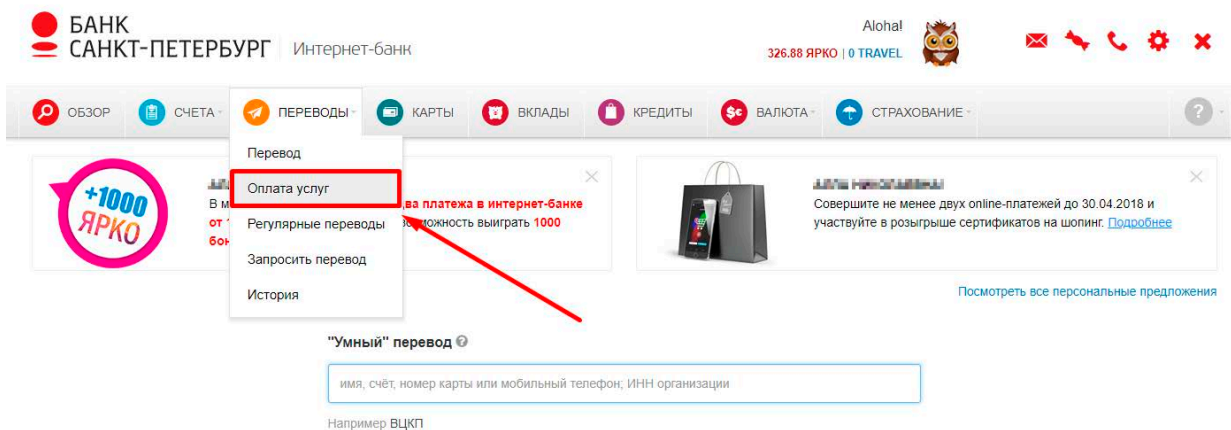 БАНК
САНКТ-ПЕТЕРБУРГ
Интернет-банк
Aloha!
326.88 ЯРКО | 0 TRAVEL
ОБЗОР
СЧЕТА
ПЕРЕВОДЫ
КАРТЫ
ВКЛАДЫ
КРЕДИТЫ
$€
ВАЛЮТА
СТРАХОВАНИЕ
?
Перевод
Оплата услуг
Регулярные переводы
Запросить перевод
История
+1000
ЯРКО
В м
платежа в интернет-банке
от
выиграть 1000
Совершите не менее двух online-платежей до 30.04.2018 и
участвуйте в розыгрыше сертификатов на шопинг. Подробнее
Посмотреть все персональные предложения
"Умный" перевод ?
имя, счёт, номер карты или мобильный телефон; ИНН организации
Например ВЦКП